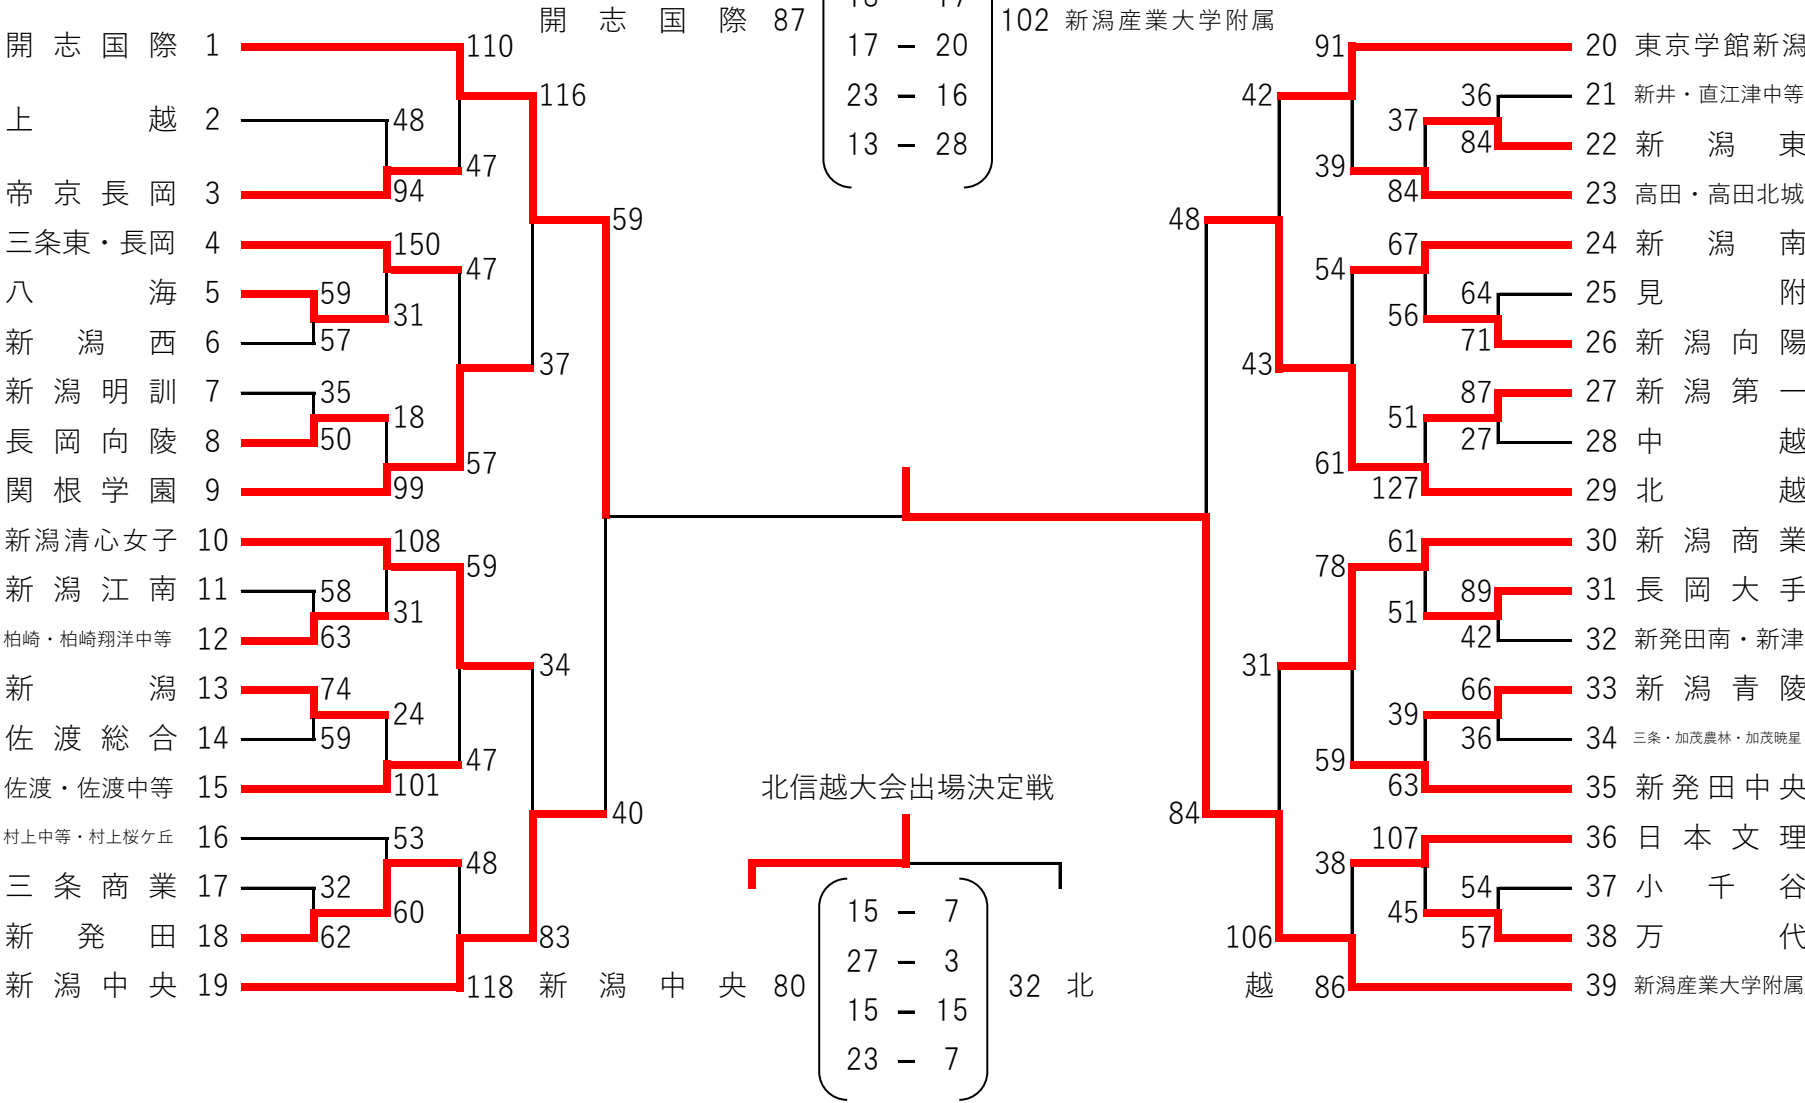 開志国際 87 102 新潟産業大学附属
17 − 20
23 − 16
13 − 28
開志国際 1
上越 2
帝京長岡 3
三条東・長岡 4
八海 5
新潟西 6
新潟明訓 7
長岡向陵 8
関根学園 9
新潟清心女子 10
新潟江南 11
柏崎・柏崎翔洋中等 12
新潟 13
佐渡総合 14
佐渡・佐渡中等 15
村上中等・村上桜ケ丘 16
三条商業 17
新発田 18
新潟中央 19
110
48
94
47
116
150
59
57
31
47
35
50
18
99
57
37
59
108
58
63
31
59
74
59
24
101
47
34
53
32
62
60
48
118
83
40
20 東京学館新潟
21 新井・直江津中等
22 新潟東
23 高田・高田北城
24 新潟南
25 見附
26 新潟向陽
27 新潟第一
28 中越
29 北越
30 新潟商業
31 長岡大手
32 新発田南・新津
33 新潟青陵
34 三条・加茂農林・加茂暁星
35 新発田中央
36 日本文理
37 小千谷
38 万代
39 新潟産業大学附属
91
36
84
37
84
39
42
67
64
71
56
54
87
27
51
127
61
43
48
61
89
42
51
78
66
36
39
63
59
31
107
54
57
45
38
86
106
84
北信越大会出場決定戦
新潟中央 80 32 北越
15 − 7
27 − 3
15 − 15
23 − 7